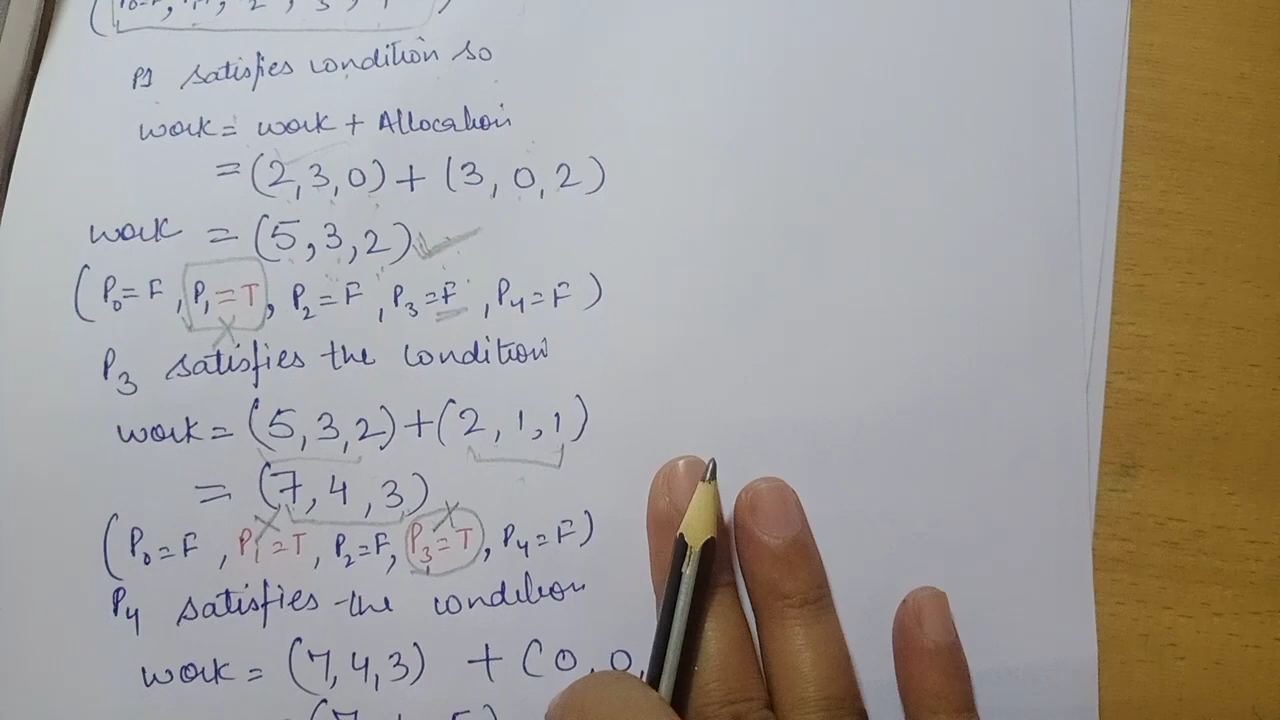 P1 satisfies condition so
work = work + Allocation
= (2,3,0) + (3,0,2)
work = (5,3,2)
(P0=F, P1=T, P2=F, P3=F, P4=F)
P3 satisfies the condition
work = (5,3,2)+(2,1,1)
= (7,4,3)
(P0=F, P1=T, P2=F, P3=T, P4=F)
P4 satisfies the condition
work = (7,4,3) + (0,0,